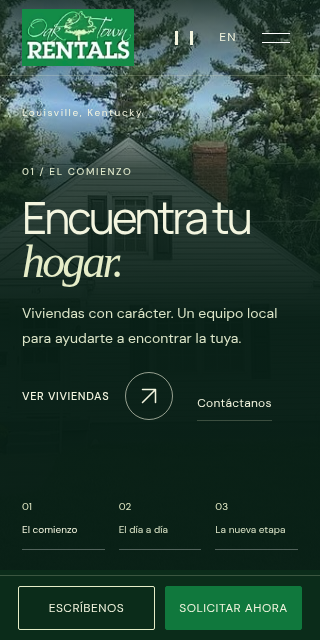 Oak Town
RENTALS
EN
Louisville, Kentucky
01 / EL COMIENZO
Encuentra tu
hogar.
Viviendas con carácter. Un equipo local
para ayudarte a encontrar la tuya.
VER VIVIENDAS
Contáctanos
01
02
03
El comienzo
El día a día
La nueva etapa
ESCRÍBENOS
SOLICITAR AHORA